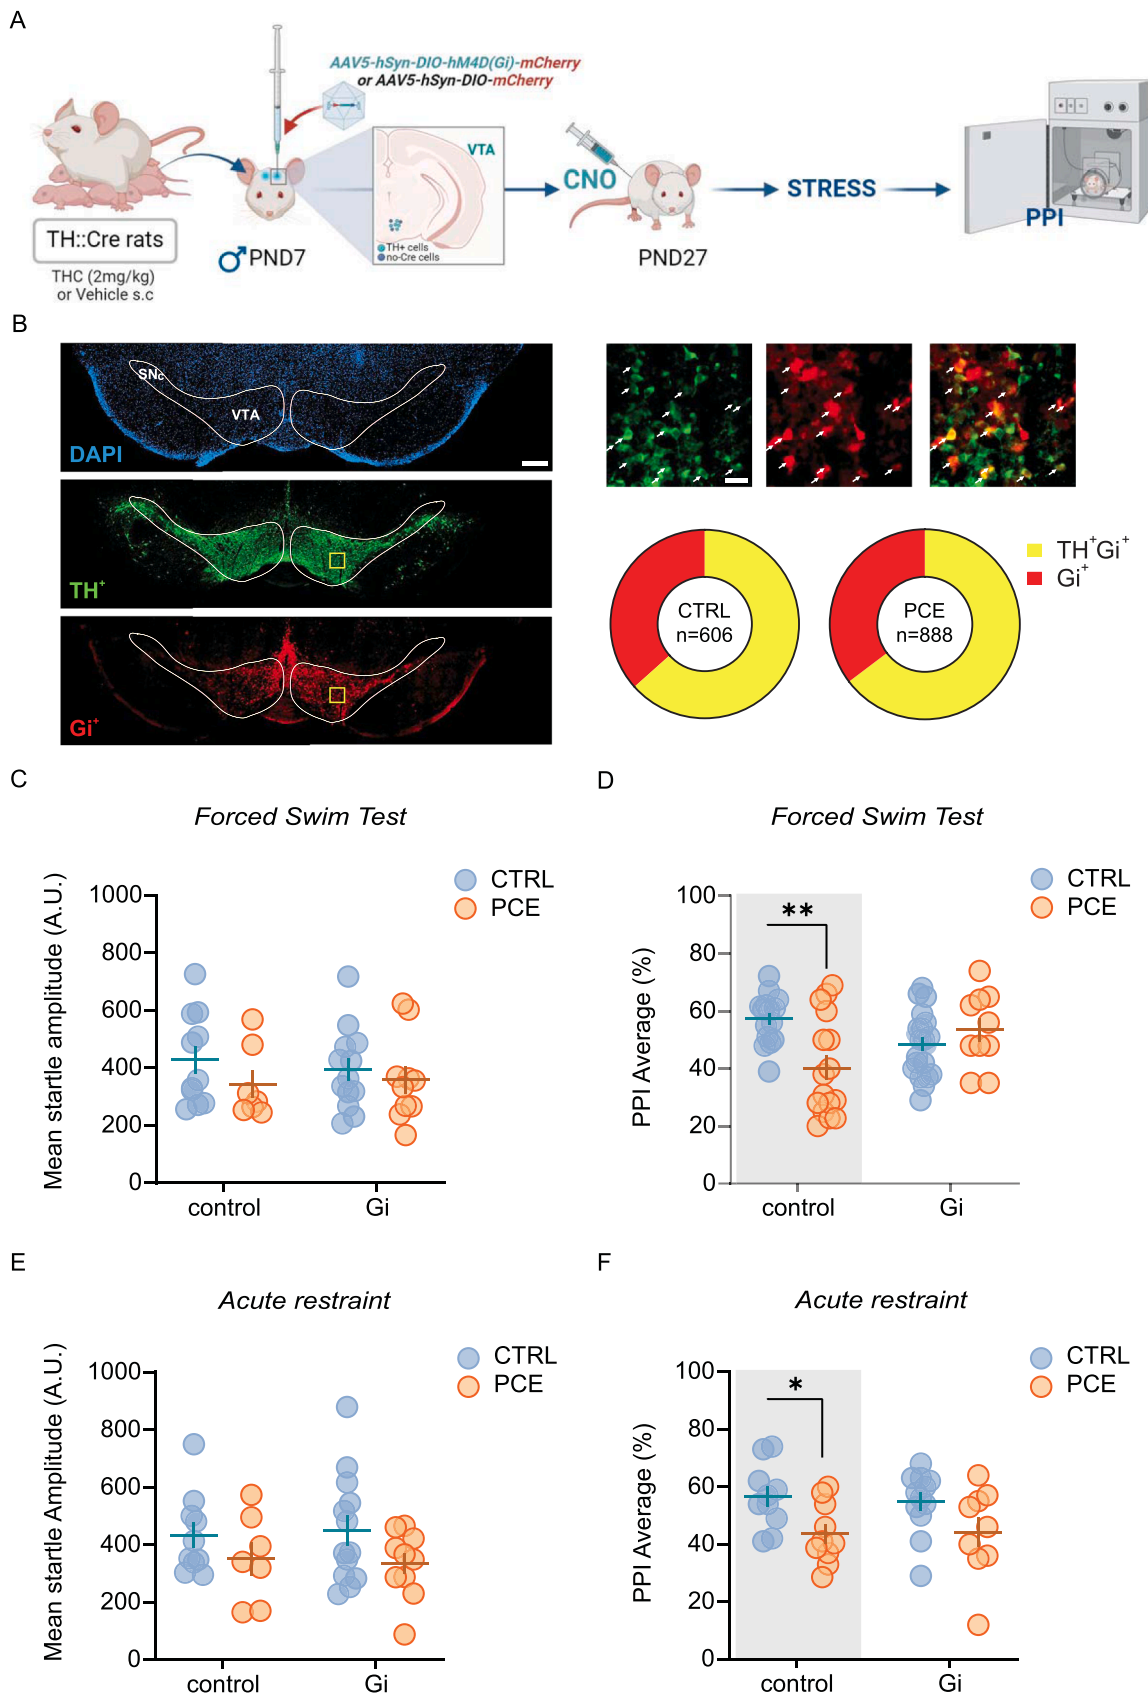 A
AAV5-hSyn-DIO-hM4D(Gi)-mCherry
or AAV5-hSyn-DIO-mCherry
VTA
TH+ cells
no-Cre cells
TH::Cre rats
THC (2mg/kg)
or Vehicle s.c
♂PND7
CNO
PND27
STRESS
PPI
B
SNc
VTA
DAPI
TH+
Gi+
CTRL
n=606
PCE
n=888
TH+Gi+
Gi+
C
Forced Swim Test
CTRL
PCE
Mean startle amplitude (A.U.)
1000
800
600
400
200
0
control
Gi
D
Forced Swim Test
CTRL
PCE
PPI Average (%)
100
80
60
40
20
0
**
control
Gi
E
Acute restraint
CTRL
PCE
Mean startle Amplitude (A.U.)
1000
800
600
400
200
0
control
Gi
F
Acute restraint
CTRL
PCE
PPI Average (%)
100
80
60
40
20
0
*
control
Gi